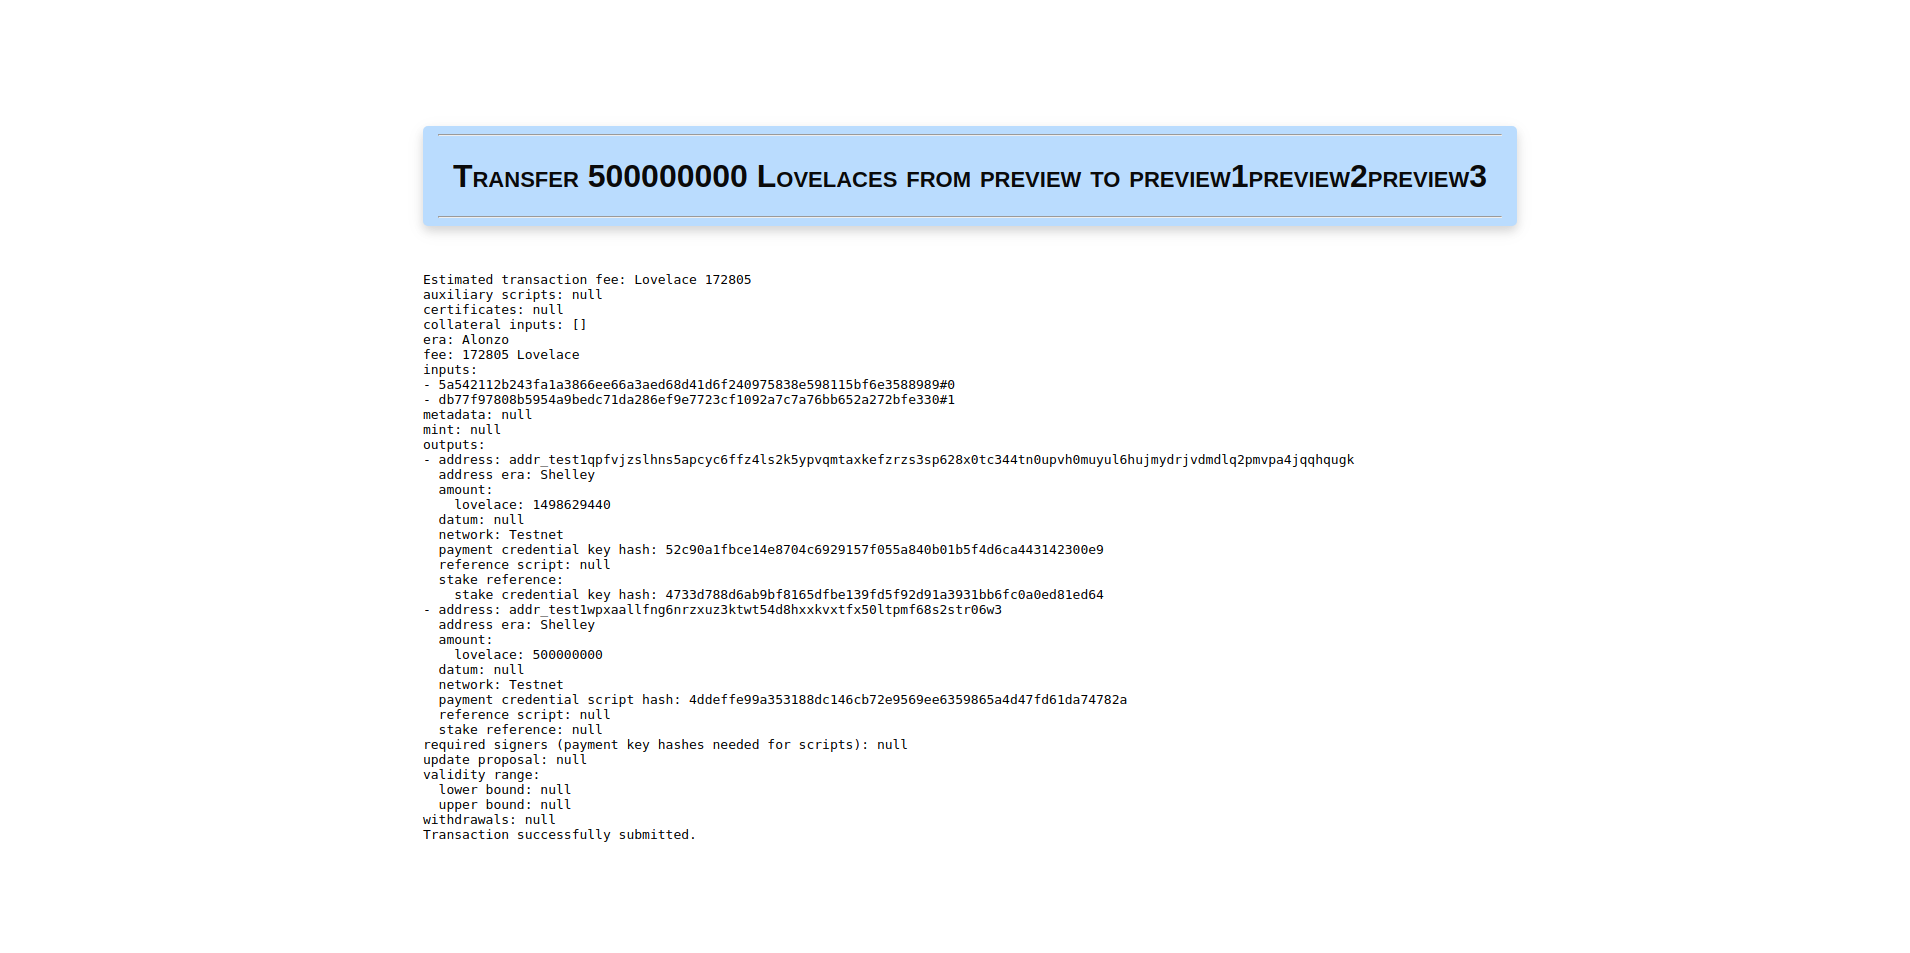 Transfer 500000000 Lovelaces from preview to preview1preview2preview3
Estimated transaction fee: Lovelace 172805
auxiliary scripts: null
certificates: null
collateral inputs: []
era: Alonzo
fee: 172805 Lovelace
inputs:
- 5a542112b243fa1a3866ee66a3aed68d41d6f240975838e598115bf6e3588989#0
- db77f97808b5954a9bedc71da286ef9e7723cf1092a7c7a76bb652a272bfe330#1
metadata: null
mint: null
outputs:
- address: addr_test1qpfvjzslhns5apcyc6ffz4ls2k5ypvqmtaxkefzrzs3sp628x0tc344tn0upvh0muyul6hujmydrjvdmdlq2pmvpa4jqqhqugk
  address era: Shelley
  amount:
    lovelace: 1498629440
  datum: null
  network: Testnet
  payment credential key hash: 52c90a1fbce14e8704c6929157f055a840b01b5f4d6ca443142300e9
  reference script: null
  stake reference:
    stake credential key hash: 4733d788d6ab9bf8165dfbe139fd5f92d91a3931bb6fc0a0ed81ed64
- address: addr_test1wpxaallfng6nrzxuz3ktwt54d8hxxkvxtfx50ltpmf68s2str06w3
  address era: Shelley
  amount:
    lovelace: 500000000
  datum: null
  network: Testnet
  payment credential script hash: 4ddeffe99a353188dc146cb72e9569ee6359865a4d47fd61da74782a
  reference script: null
  stake reference: null
required signers (payment key hashes needed for scripts): null
update proposal: null
validity range:
  lower bound: null
  upper bound: null
withdrawals: null
Transaction successfully submitted.